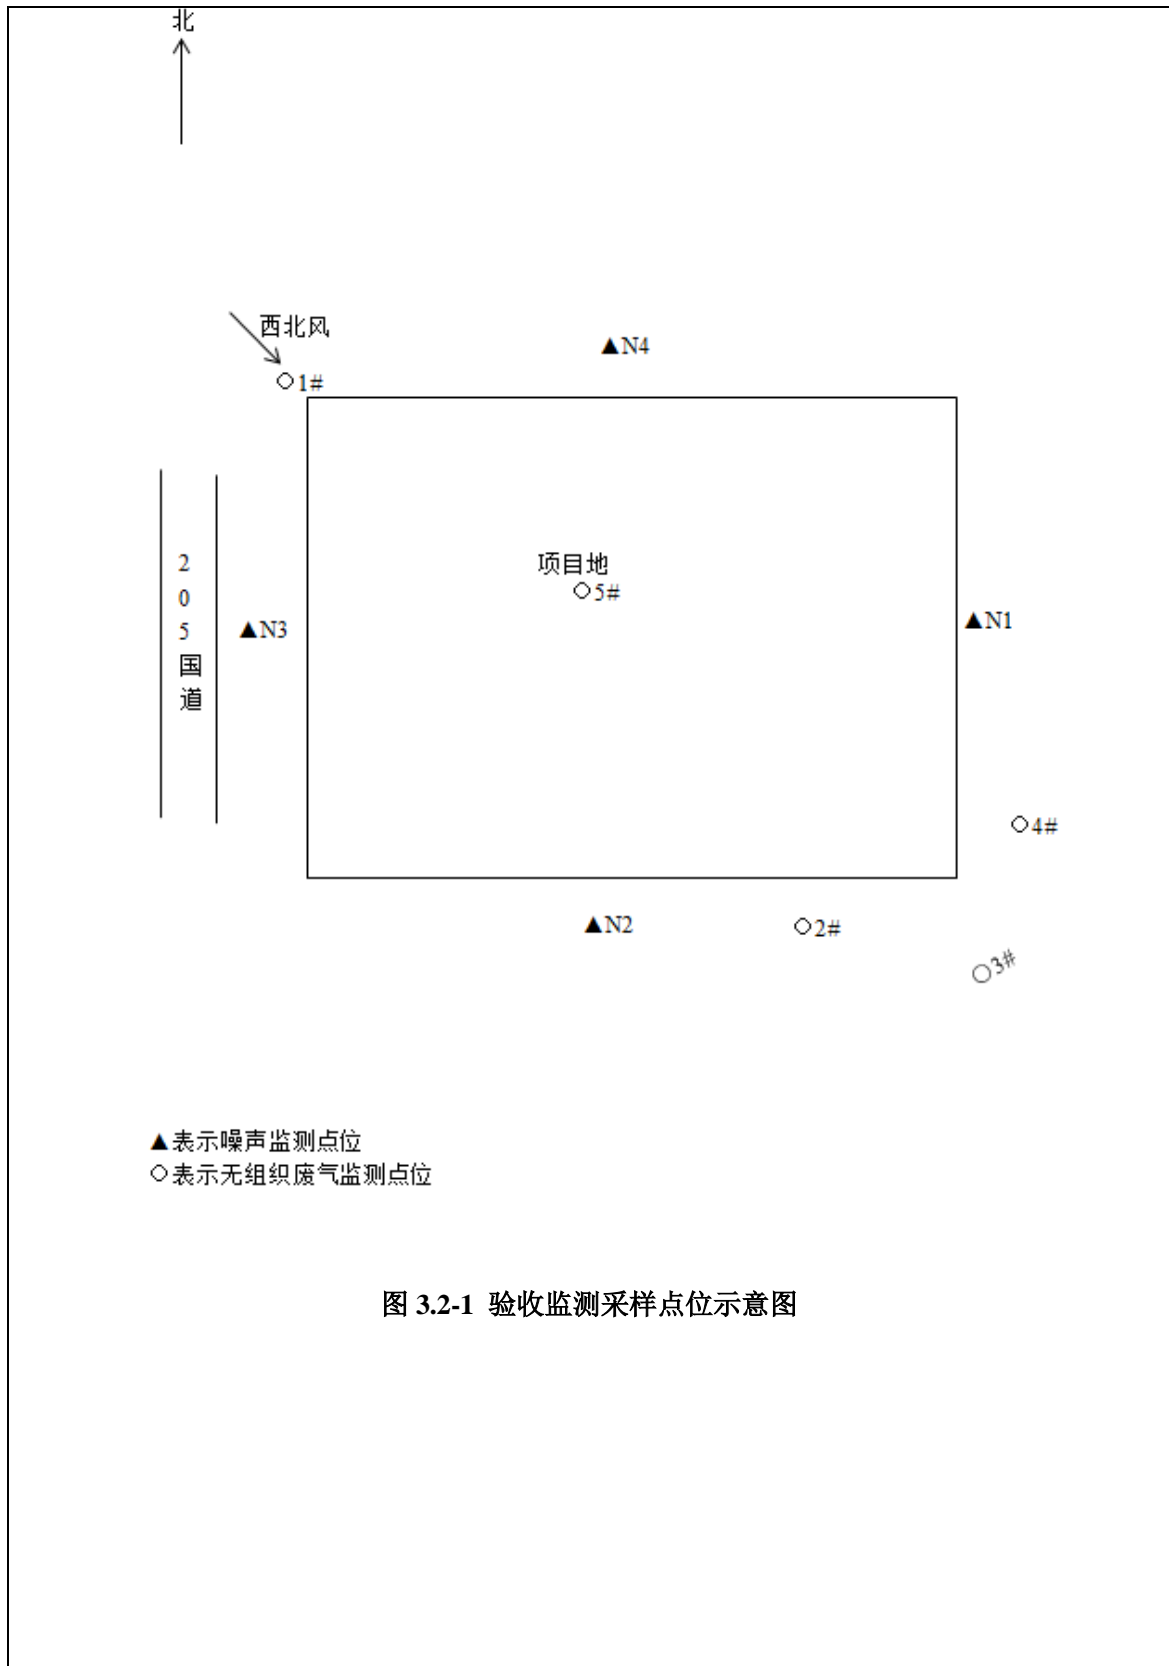 北
西北风
▲N4
○1#
项目地
○5#
205国道
▲N3
▲N1
○4#
▲N2
○2#
○3#
▲表示噪声监测点位
○表示无组织废气监测点位
图 3.2-1 验收监测采样点位示意图